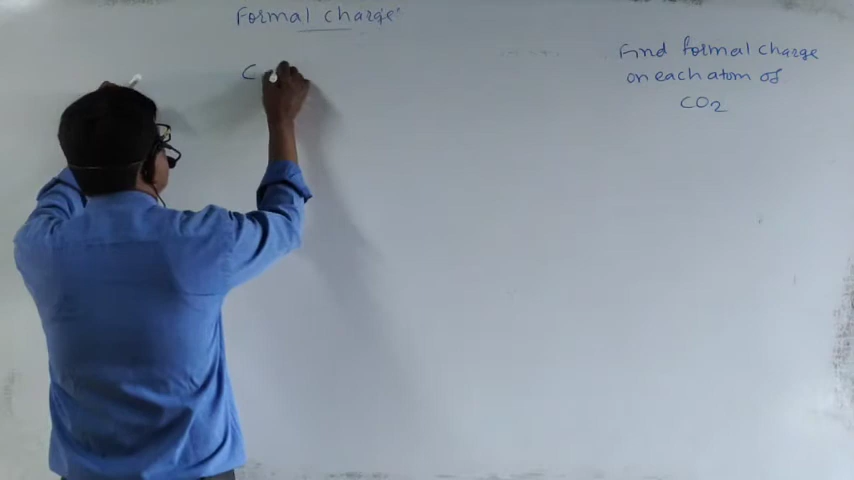 Formal charge
C
Find formal charge
on each atom of
CO2